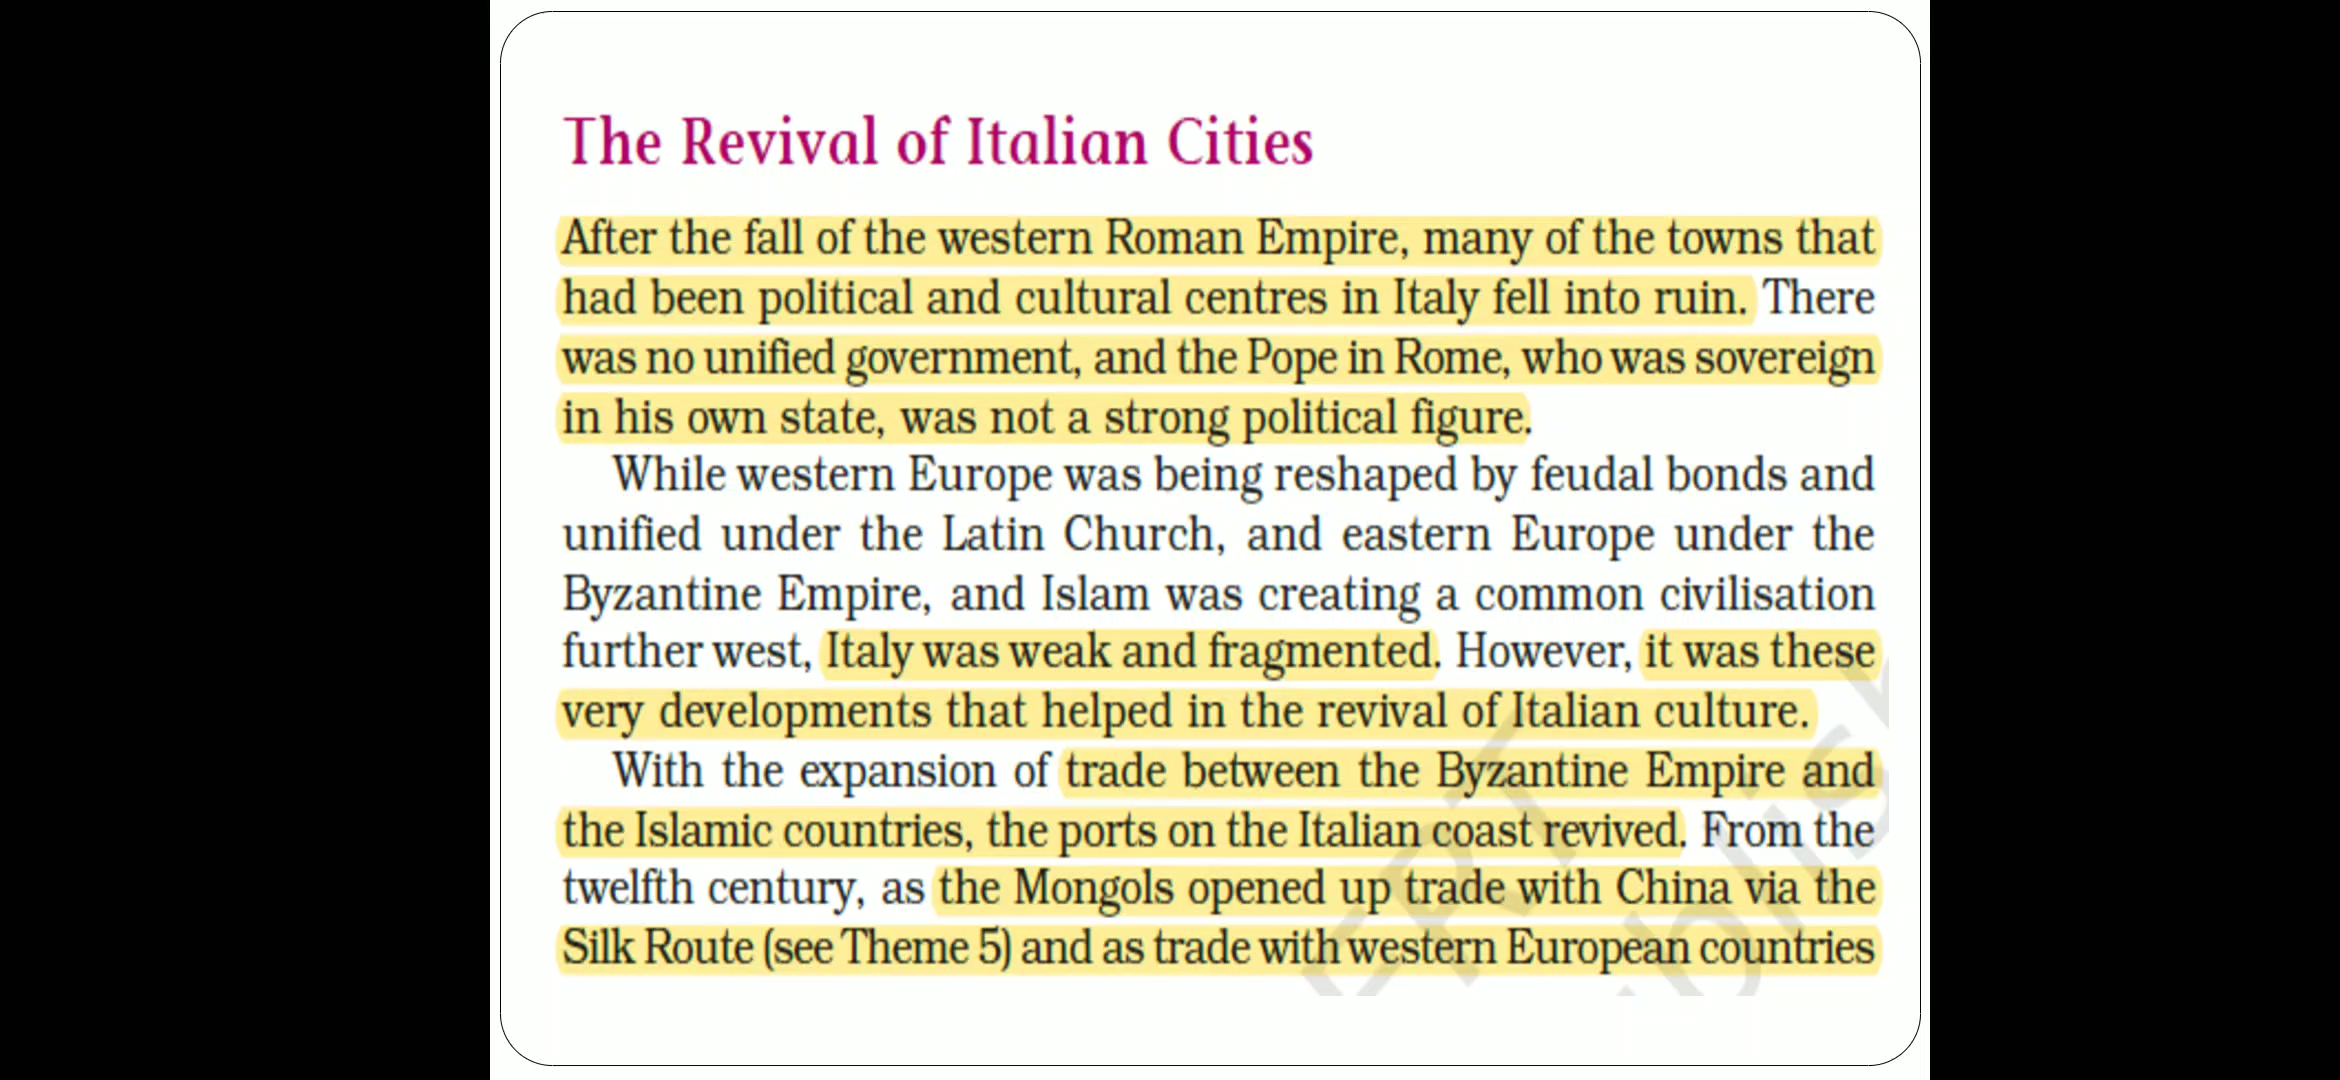 The Revival of Italian Cities
After the fall of the western Roman Empire, many of the towns that
had been political and cultural centres in Italy fell into ruin. There
was no unified government, and the Pope in Rome, who was sovereign
in his own state, was not a strong political figure.
While western Europe was being reshaped by feudal bonds and
unified under the Latin Church, and eastern Europe under the
Byzantine Empire, and Islam was creating a common civilisation
further west, Italy was weak and fragmented. However, it was these
very developments that helped in the revival of Italian culture.
With the expansion of trade between the Byzantine Empire and
the Islamic countries, the ports on the Italian coast revived. From the
twelfth century, as the Mongols opened up trade with China via the
Silk Route (see Theme 5) and as trade with western European countries